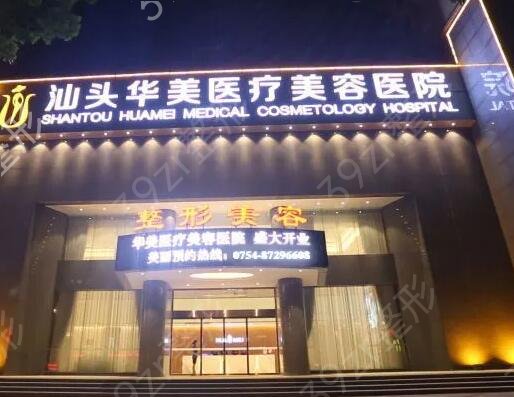 汕头华美医疗美容医院
SHANTOU HUAMEI MEDICAL COSMETOLOGY HOSPITAL
整形美容
华美医疗美容医院 盛大开业
美丽预约热线：0754-87296608
HUAMEI